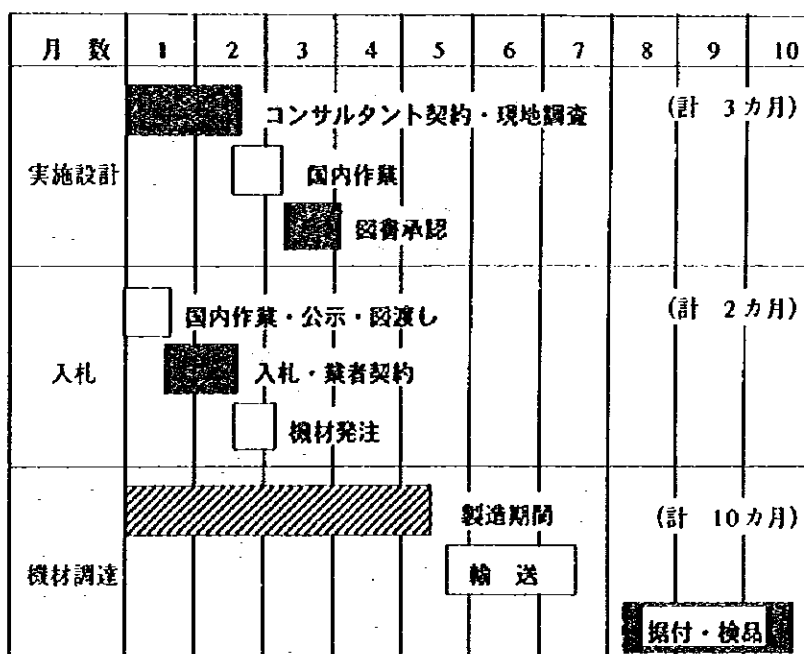 月 数 1 2 3 4 5 6 7 8 9 10
コンサルタント契約・現地調査 (計 3カ月)
実施設計 国内作業
図書承認
国内作業・公示・図渡し (計 2カ月)
入札 入札・業者契約
機材発注
製造期間 (計 10カ月)
機材調達 輸 送
据付・検品